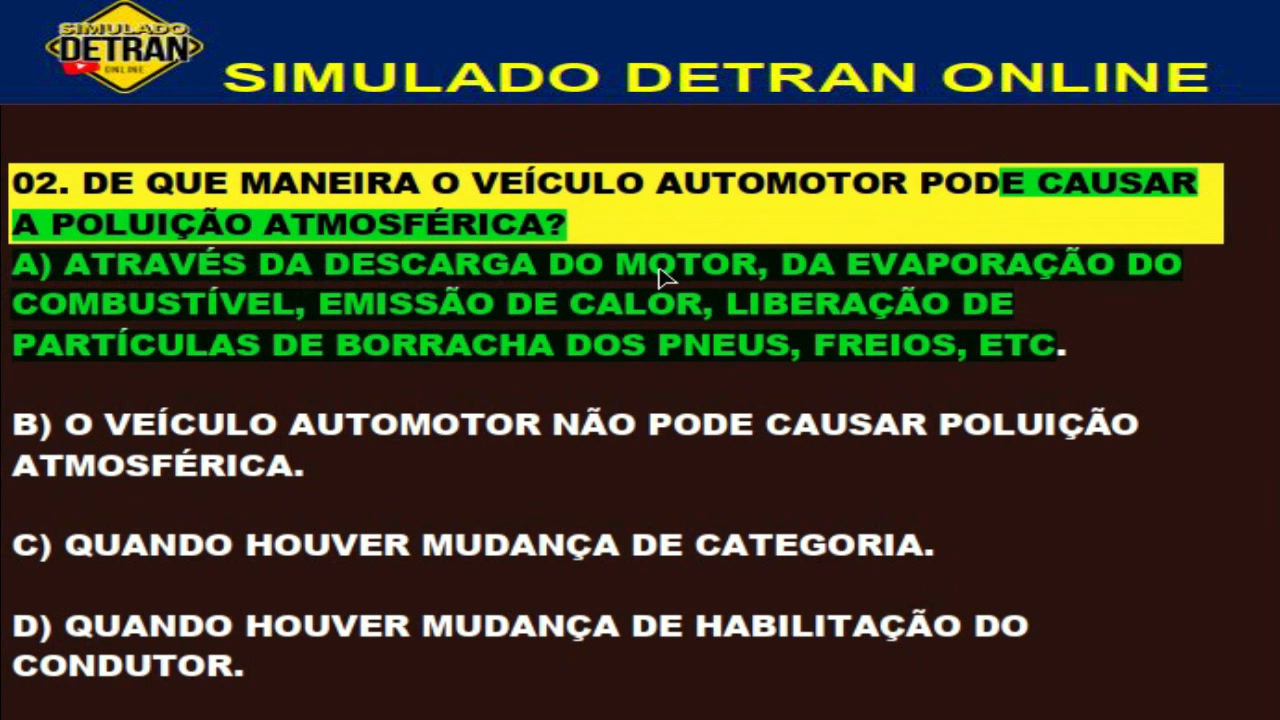 SIMULADO
DETRAN
ONLINE
SIMULADO DETRAN ONLINE
02. DE QUE MANEIRA O VEÍCULO AUTOMOTOR PODE CAUSAR
A POLUIÇÃO ATMOSFÉRICA?
A) ATRAVÉS DA DESCARGA DO MOTOR, DA EVAPORAÇÃO DO
COMBUSTÍVEL, EMISSÃO DE CALOR, LIBERAÇÃO DE
PARTÍCULAS DE BORRACHA DOS PNEUS, FREIOS, ETC.
B) O VEÍCULO AUTOMOTOR NÃO PODE CAUSAR POLUIÇÃO
ATMOSFÉRICA.
C) QUANDO HOUVER MUDANÇA DE CATEGORIA.
D) QUANDO HOUVER MUDANÇA DE HABILITAÇÃO DO
CONDUTOR.